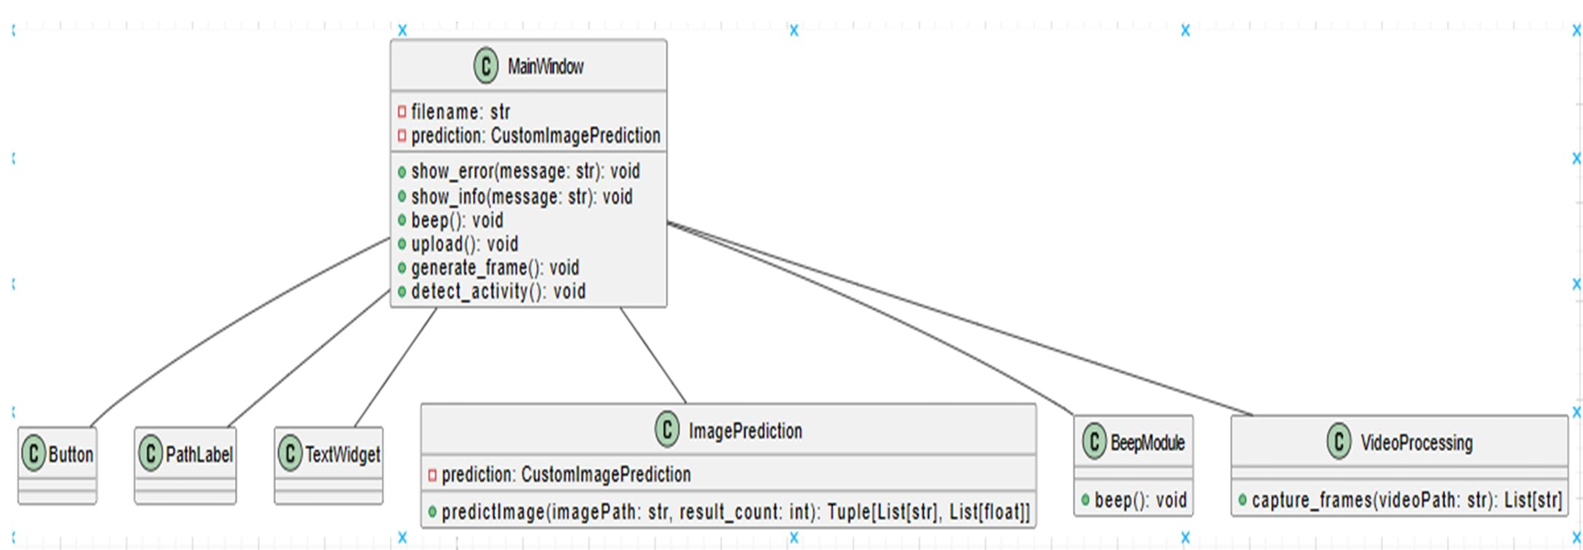 C MainWindow
filename: str
prediction: CustomImagePrediction
show_error(message: str): void
show_info(message: str): void
beep(): void
upload(): void
generate_frame(): void
detect_activity(): void
C Button
C PathLabel
C TextWidget
C ImagePrediction
prediction: CustomImagePrediction
predictImage(imagePath: str, result_count: int): Tuple[List[str], List[float]]
C BeepModule
beep(): void
C VideoProcessing
capture_frames(videoPath: str): List[str]